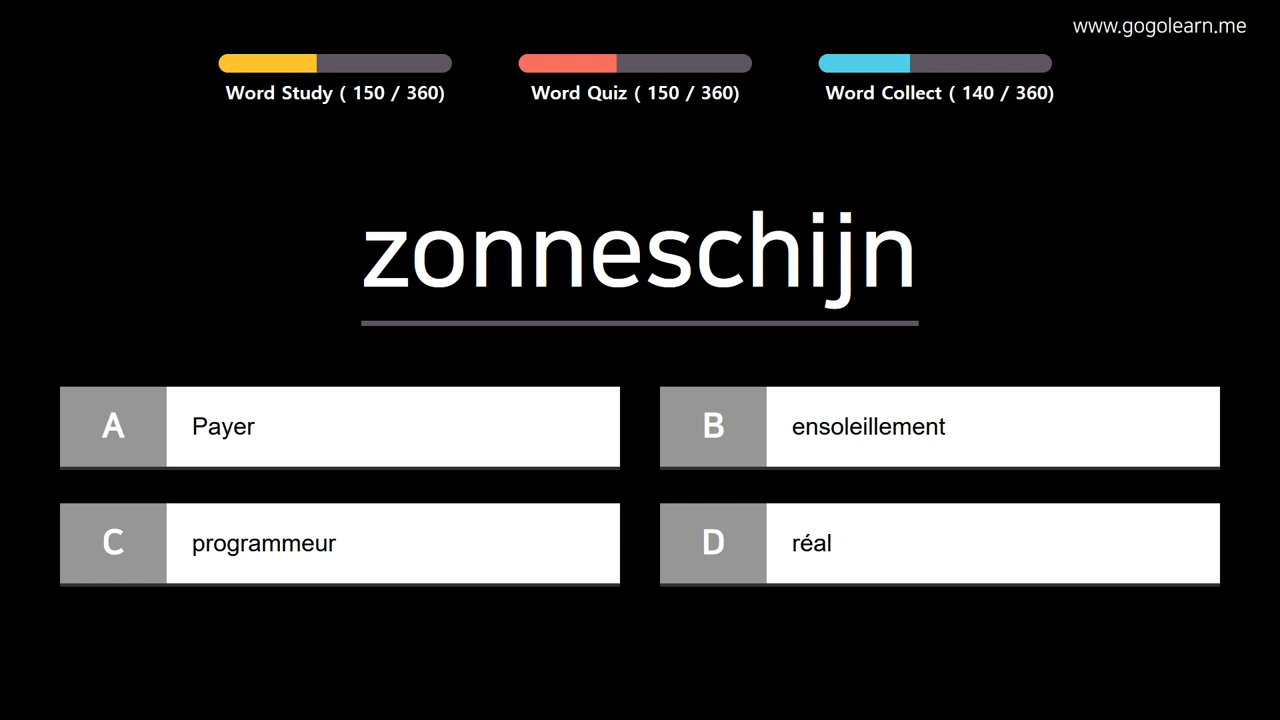 www.gogolearn.me
Word Study ( 150 / 360)
Word Quiz ( 150 / 360)
Word Collect ( 140 / 360)
zonneschijn
A Payer
B ensoleillement
C programmeur
D réal